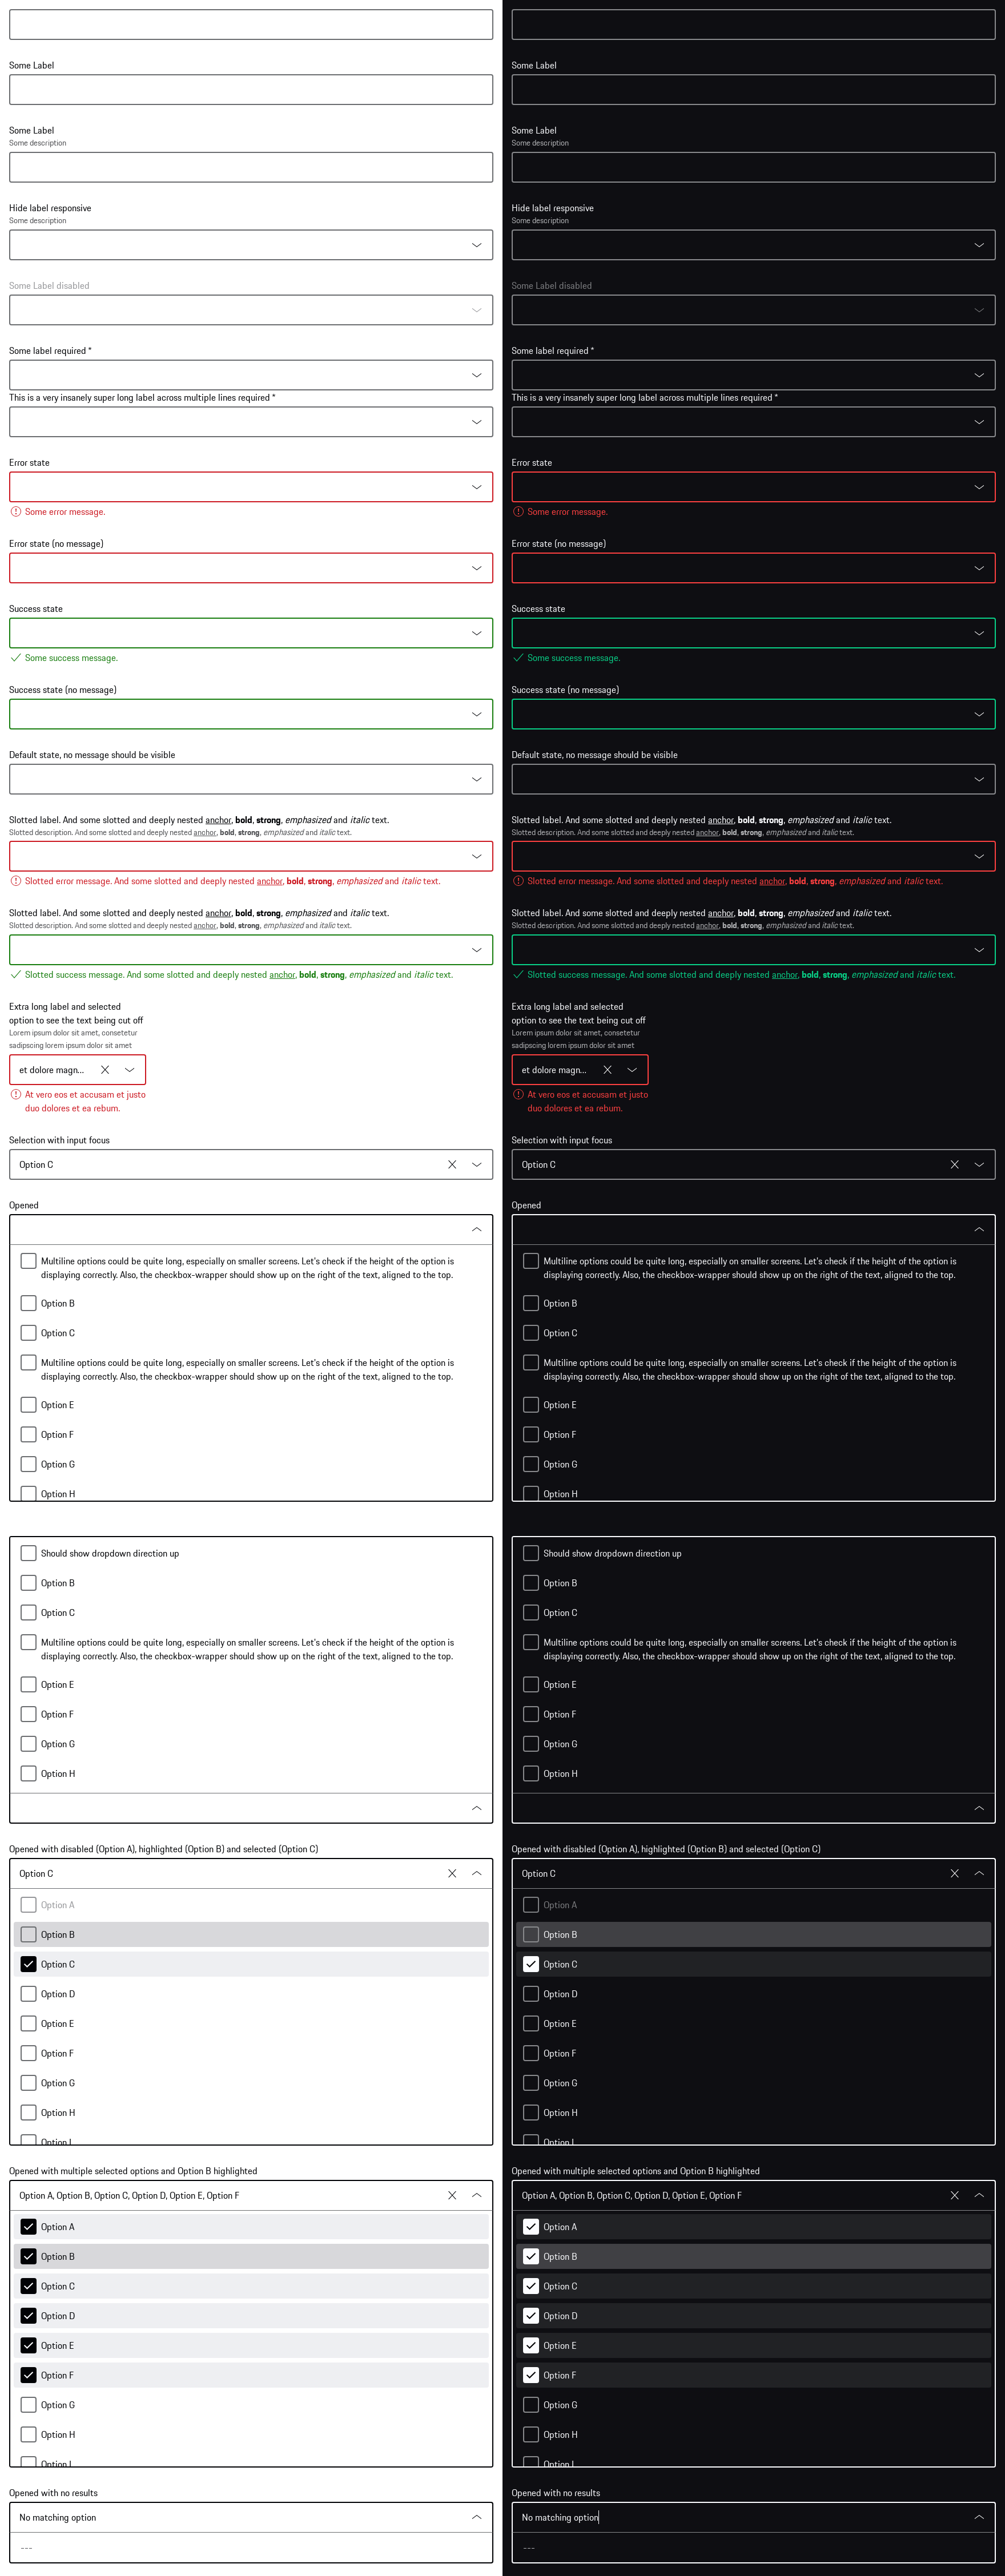 Some Label
Some Label
Some description
Hide label responsive
Some description
Some Label disabled
Some label required *
This is a very insanely super long label across multiple lines required *
Error state
Some error message.
Error state (no message)
Success state
Some success message.
Success state (no message)
Default state, no message should be visible
Slotted label. And some slotted and deeply nested anchor, bold, strong, emphasized and italic text.
Slotted description. And some slotted and deeply nested anchor, bold, strong, emphasized and italic text.
Slotted error message. And some slotted and deeply nested anchor, bold, strong, emphasized and italic text.
Slotted label. And some slotted and deeply nested anchor, bold, strong, emphasized and italic text.
Slotted description. And some slotted and deeply nested anchor, bold, strong, emphasized and italic text.
Slotted success message. And some slotted and deeply nested anchor, bold, strong, emphasized and italic text.
Extra long label and selected
option to see the text being cut off
Lorem ipsum dolor sit amet, consetetur
sadipscing lorem ipsum dolor sit amet
et dolore magn...
At vero eos et accusam et justo
duo dolores et ea rebum.
Selection with input focus
Option C
Opened
Multiline options could be quite long, especially on smaller screens. Let's check if the height of the option is
displaying correctly. Also, the checkbox-wrapper should show up on the right of the text, aligned to the top.
Option B
Option C
Multiline options could be quite long, especially on smaller screens. Let's check if the height of the option is
displaying correctly. Also, the checkbox-wrapper should show up on the right of the text, aligned to the top.
Option E
Option F
Option G
Option H
Should show dropdown direction up
Option B
Option C
Multiline options could be quite long, especially on smaller screens. Let's check if the height of the option is
displaying correctly. Also, the checkbox-wrapper should show up on the right of the text, aligned to the top.
Option E
Option F
Option G
Option H
Opened with disabled (Option A), highlighted (Option B) and selected (Option C)
Option C
Option A
Option B
Option C
Option D
Option E
Option F
Option G
Option H
Option I
Opened with multiple selected options and Option B highlighted
Option A, Option B, Option C, Option D, Option E, Option F
Option A
Option B
Option C
Option D
Option E
Option F
Option G
Option H
Option I
Opened with no results
No matching option
---
Some Label
Some Label
Some description
Hide label responsive
Some description
Some Label disabled
Some label required *
This is a very insanely super long label across multiple lines required *
Error state
Some error message.
Error state (no message)
Success state
Some success message.
Success state (no message)
Default state, no message should be visible
Slotted label. And some slotted and deeply nested anchor, bold, strong, emphasized and italic text.
Slotted description. And some slotted and deeply nested anchor, bold, strong, emphasized and italic text.
Slotted error message. And some slotted and deeply nested anchor, bold, strong, emphasized and italic text.
Slotted label. And some slotted and deeply nested anchor, bold, strong, emphasized and italic text.
Slotted description. And some slotted and deeply nested anchor, bold, strong, emphasized and italic text.
Slotted success message. And some slotted and deeply nested anchor, bold, strong, emphasized and italic text.
Extra long label and selected
option to see the text being cut off
Lorem ipsum dolor sit amet, consetetur
sadipscing lorem ipsum dolor sit amet
et dolore magn...
At vero eos et accusam et justo
duo dolores et ea rebum.
Selection with input focus
Option C
Opened
Multiline options could be quite long, especially on smaller screens. Let's check if the height of the option is
displaying correctly. Also, the checkbox-wrapper should show up on the right of the text, aligned to the top.
Option B
Option C
Multiline options could be quite long, especially on smaller screens. Let's check if the height of the option is
displaying correctly. Also, the checkbox-wrapper should show up on the right of the text, aligned to the top.
Option E
Option F
Option G
Option H
Should show dropdown direction up
Option B
Option C
Multiline options could be quite long, especially on smaller screens. Let's check if the height of the option is
displaying correctly. Also, the checkbox-wrapper should show up on the right of the text, aligned to the top.
Option E
Option F
Option G
Option H
Opened with disabled (Option A), highlighted (Option B) and selected (Option C)
Option C
Option A
Option B
Option C
Option D
Option E
Option F
Option G
Option H
Option I
Opened with multiple selected options and Option B highlighted
Option A, Option B, Option C, Option D, Option E, Option F
Option A
Option B
Option C
Option D
Option E
Option F
Option G
Option H
Option I
Opened with no results
No matching option
---